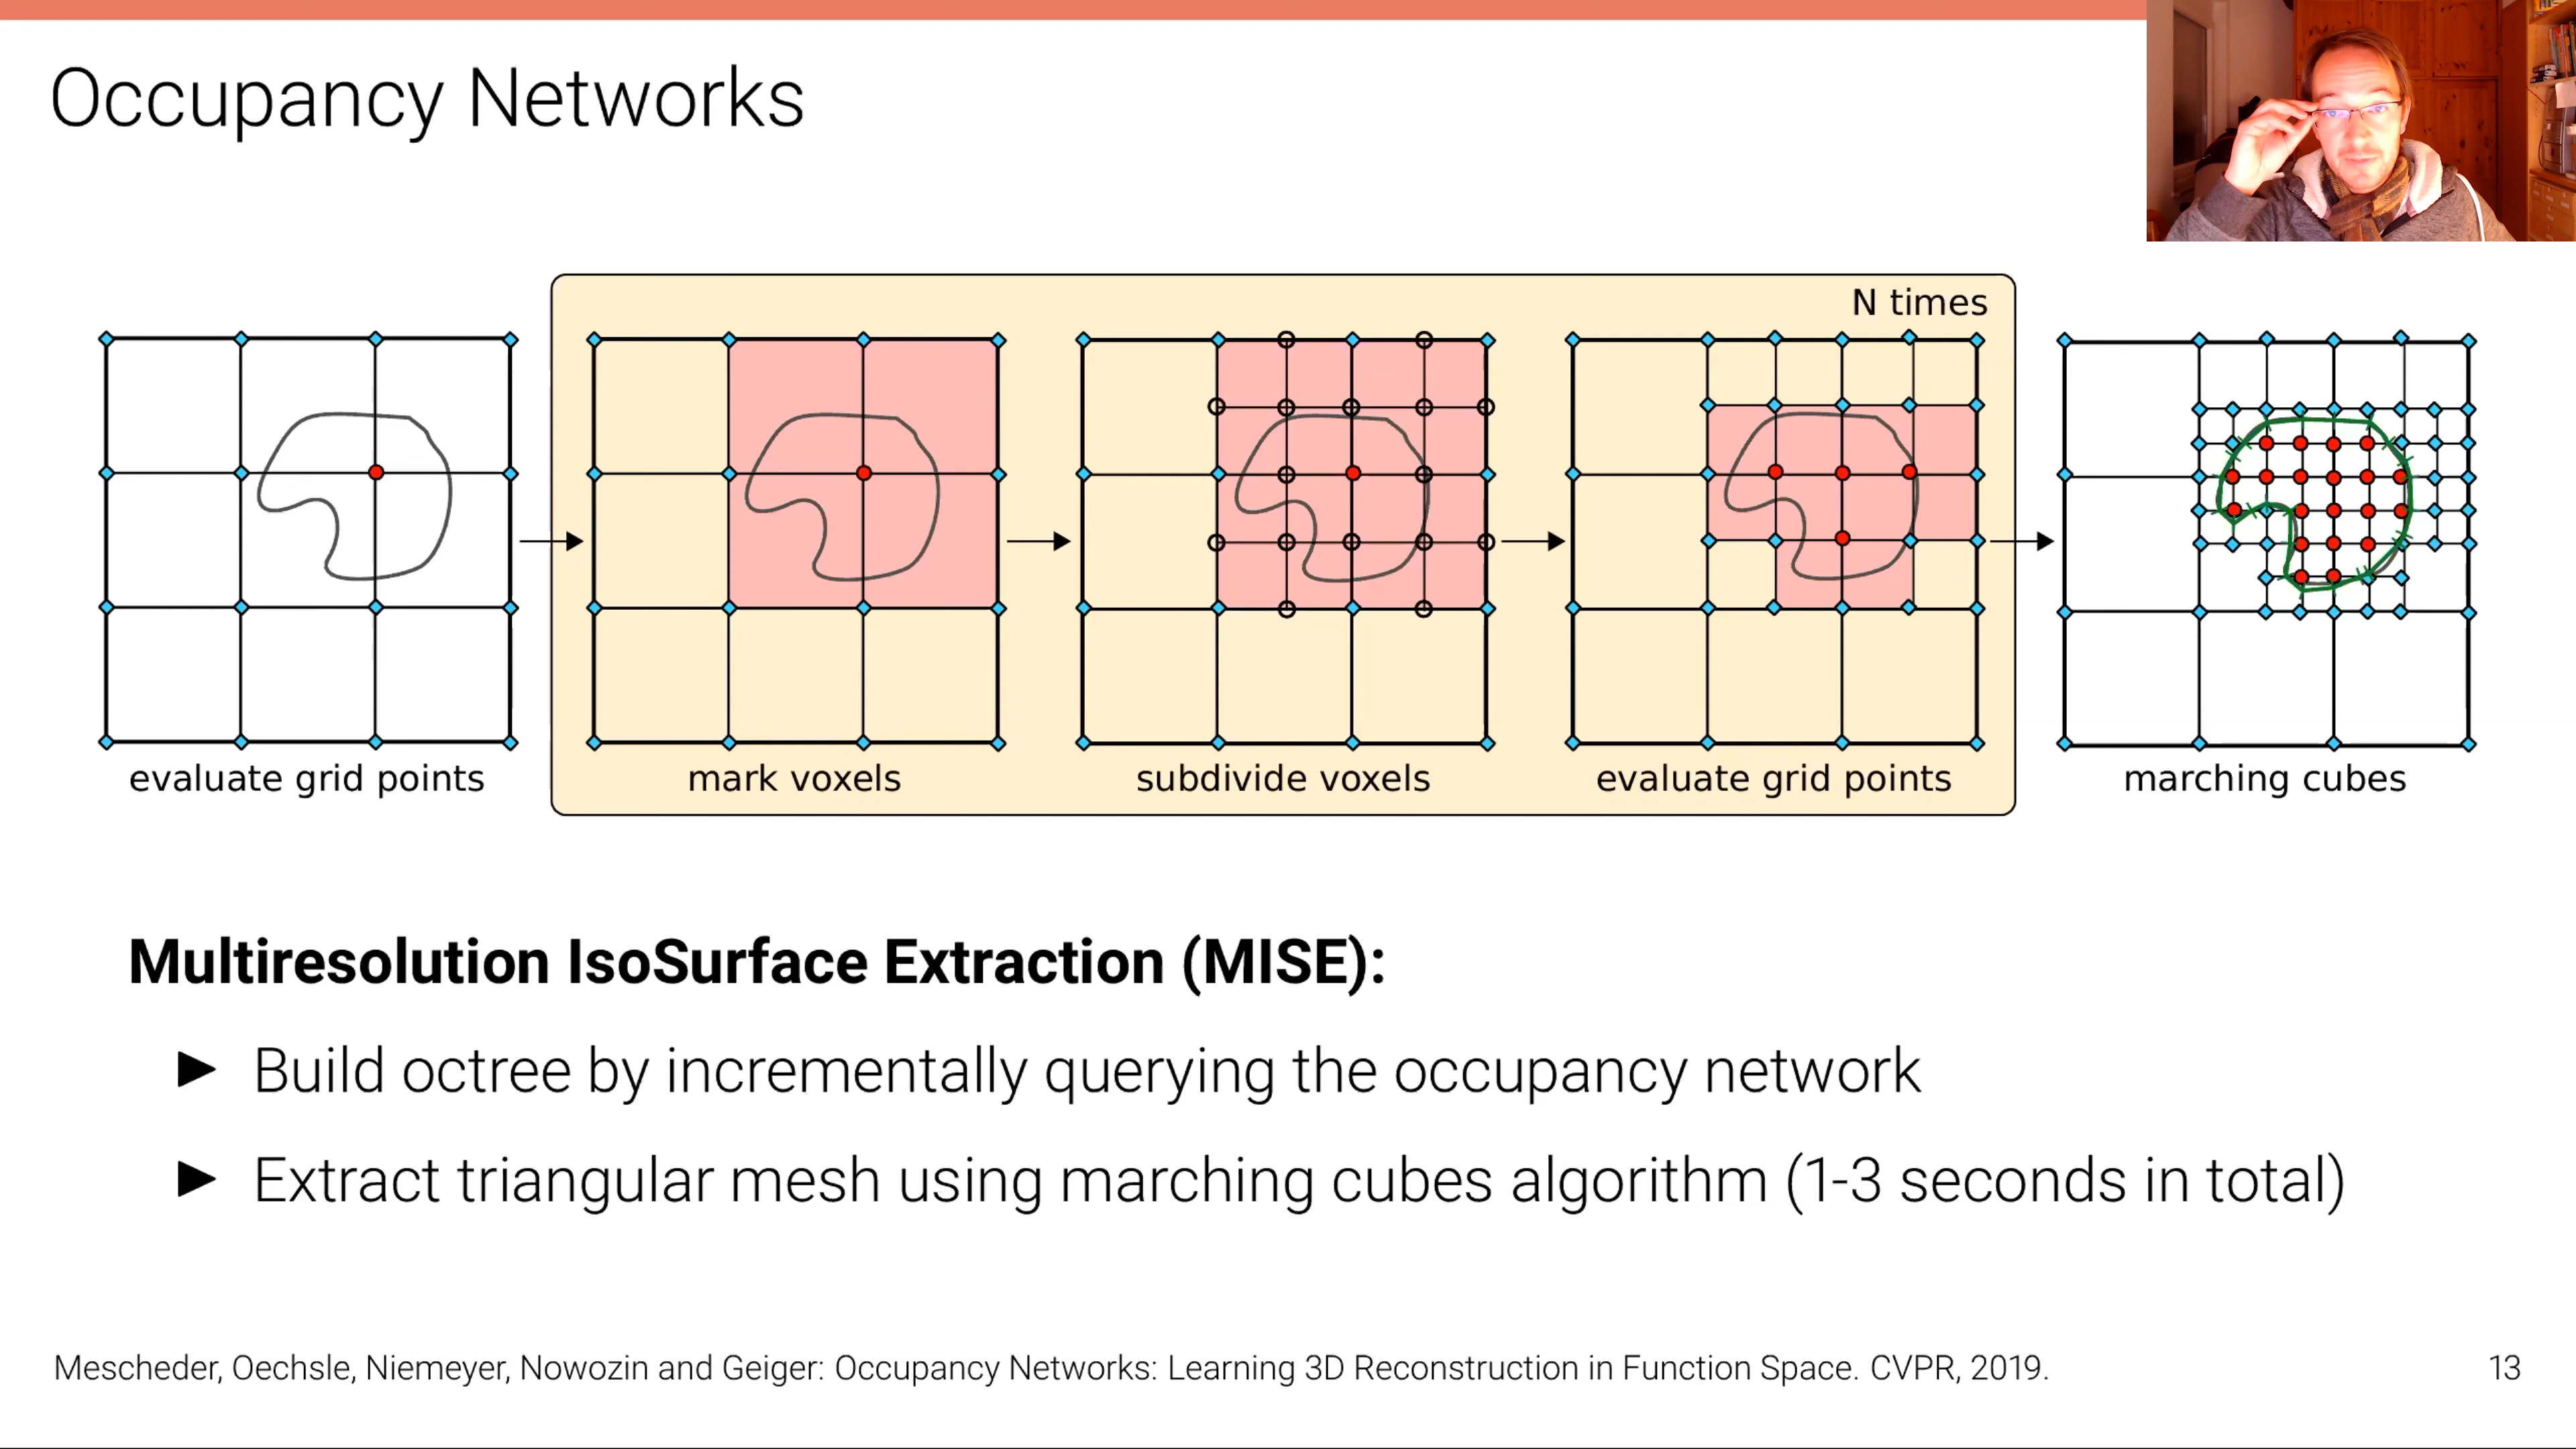 Occupancy Networks
N times
evaluate grid points
mark voxels
subdivide voxels
evaluate grid points
marching cubes
Multiresolution IsoSurface Extraction (MISE):
► Build octree by incrementally querying the occupancy network
► Extract triangular mesh using marching cubes algorithm (1-3 seconds in total)
Mescheder, Oechsle, Niemeyer, Nowozin and Geiger: Occupancy Networks: Learning 3D Reconstruction in Function Space. CVPR, 2019.
13